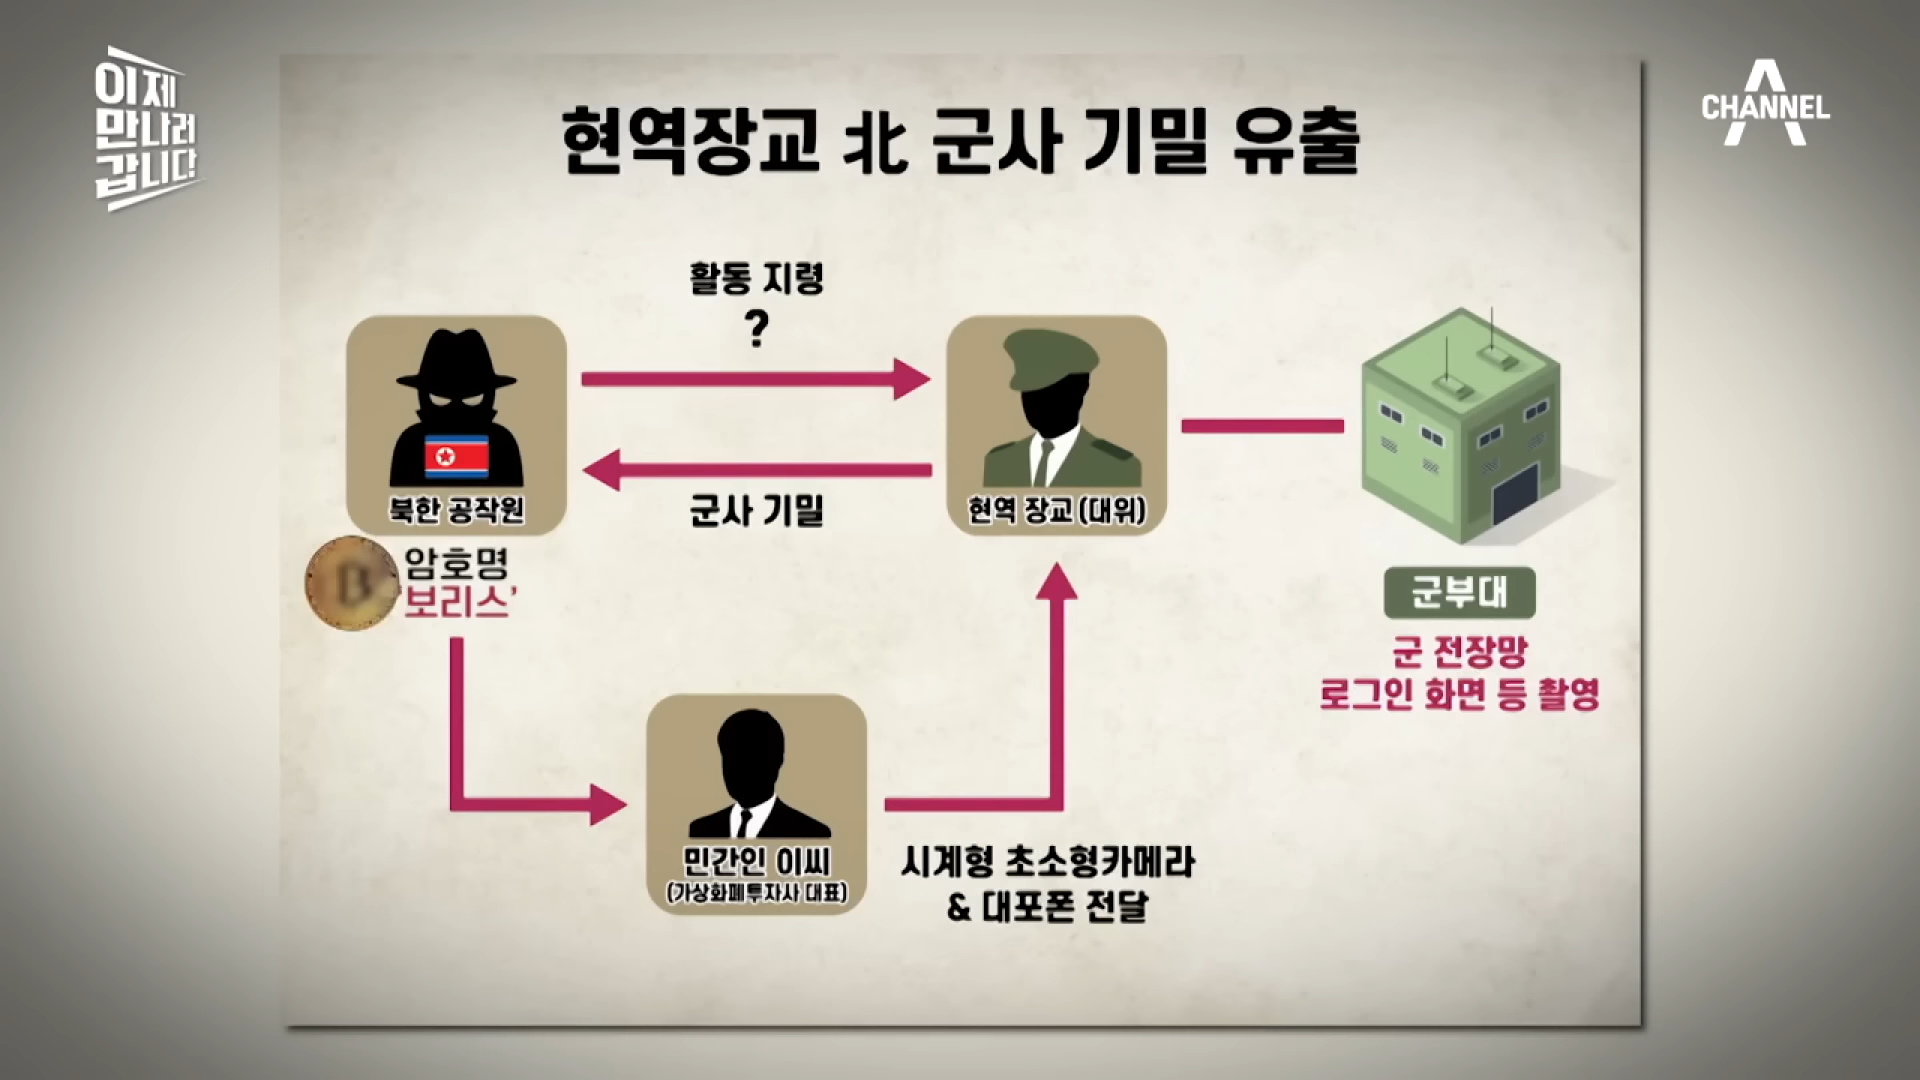 이제
만나러
갑니다!
CHANNEL A
현역장교 北 군사 기밀 유출
활동 지령
?
북한 공작원
군사 기밀
현역 장교(대위)
암호명
'보리스'
군부대
군 전장망
로그인 화면 등 촬영
민간인 이씨
(가상화폐투자사 대표)
시계형 초소형카메라
& 대포폰 전달